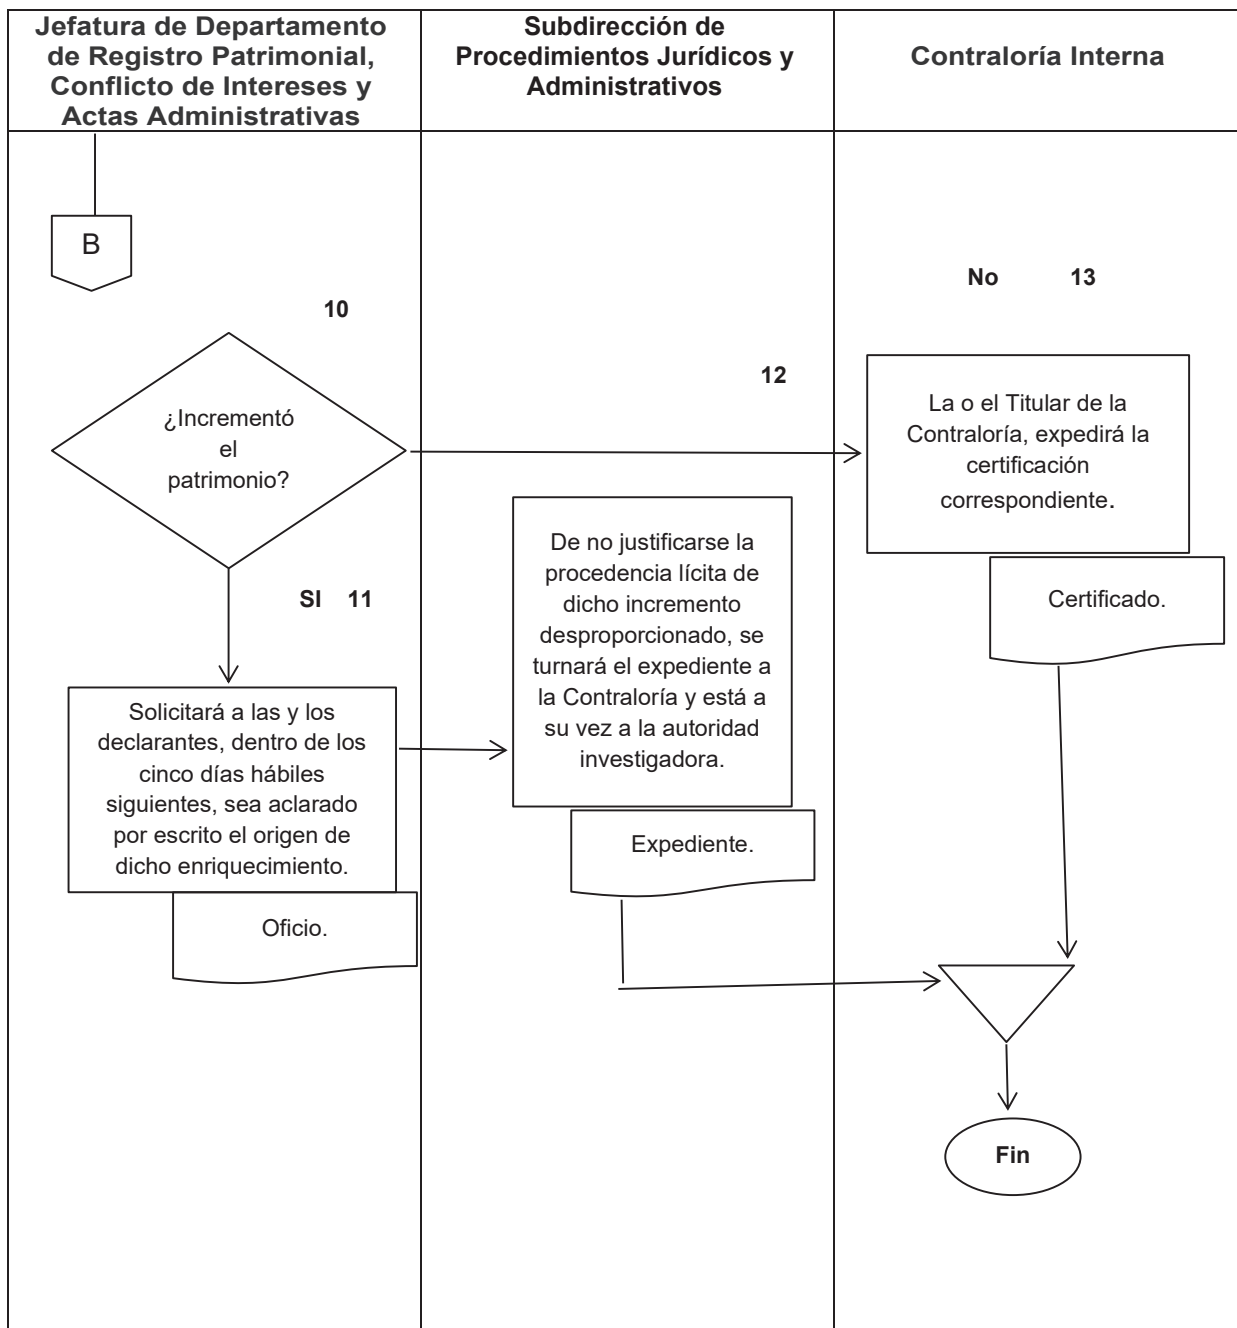 Jefatura de Departamento
de Registro Patrimonial,
Conflicto de Intereses y
Actas Administrativas
Subdirección de
Procedimientos Jurídicos y
Administrativos
Contraloría Interna
B
10
¿Incrementó
el
patrimonio?
SI 11
Solicitará a las y los
declarantes, dentro de los
cinco días hábiles
siguientes, sea aclarado
por escrito el origen de
dicho enriquecimiento.
Oficio.
12
De no justificarse la
procedencia lícita de
dicho incremento
desproporcionado, se
turnará el expediente a
la Contraloría y está a
su vez a la autoridad
investigadora.
Expediente.
No 13
La o el Titular de la
Contraloría, expedirá la
certificación
correspondiente.
Certificado.
Fin